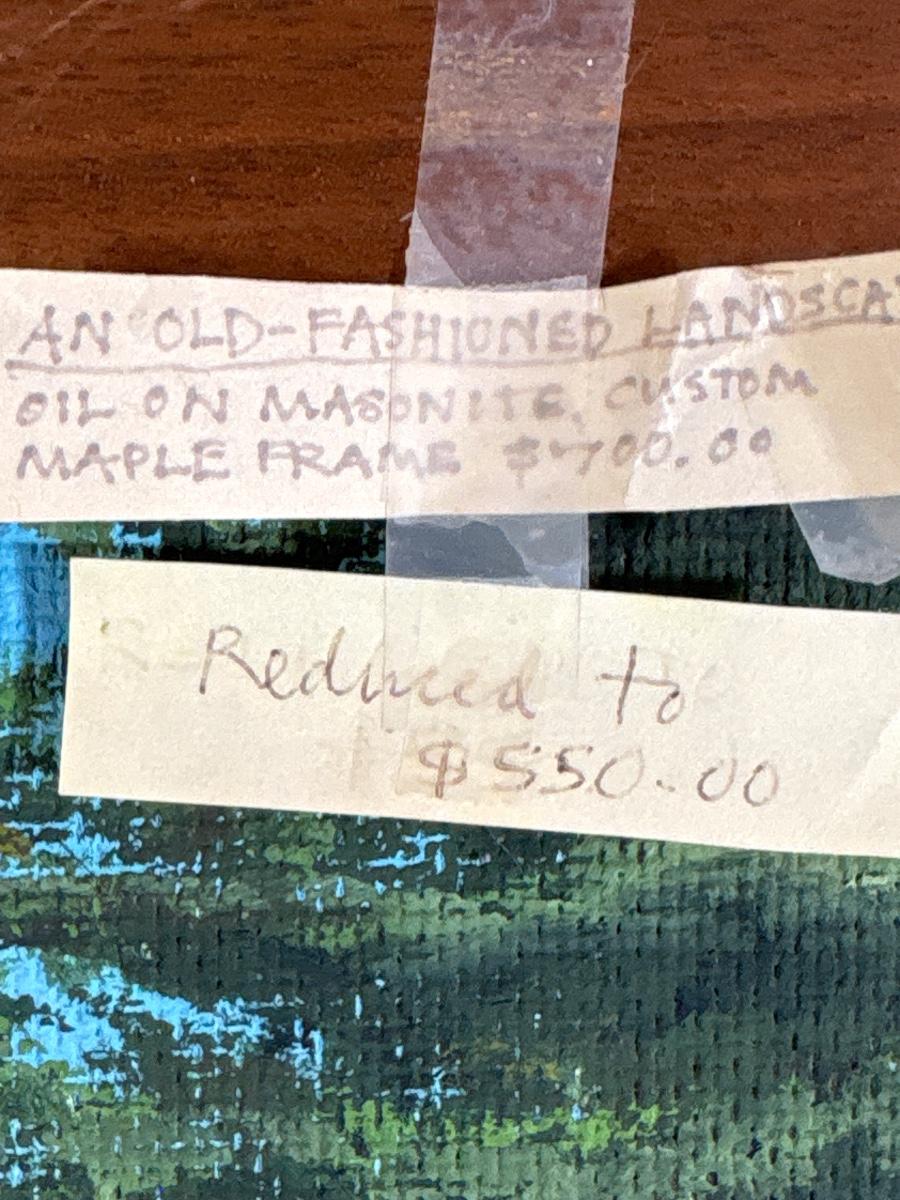 AN OLD-FASHIONED LANDSCA
OIL ON MASONITE, CUSTOM
MAPLE FRAME $700.00
Reduced to
$550.00